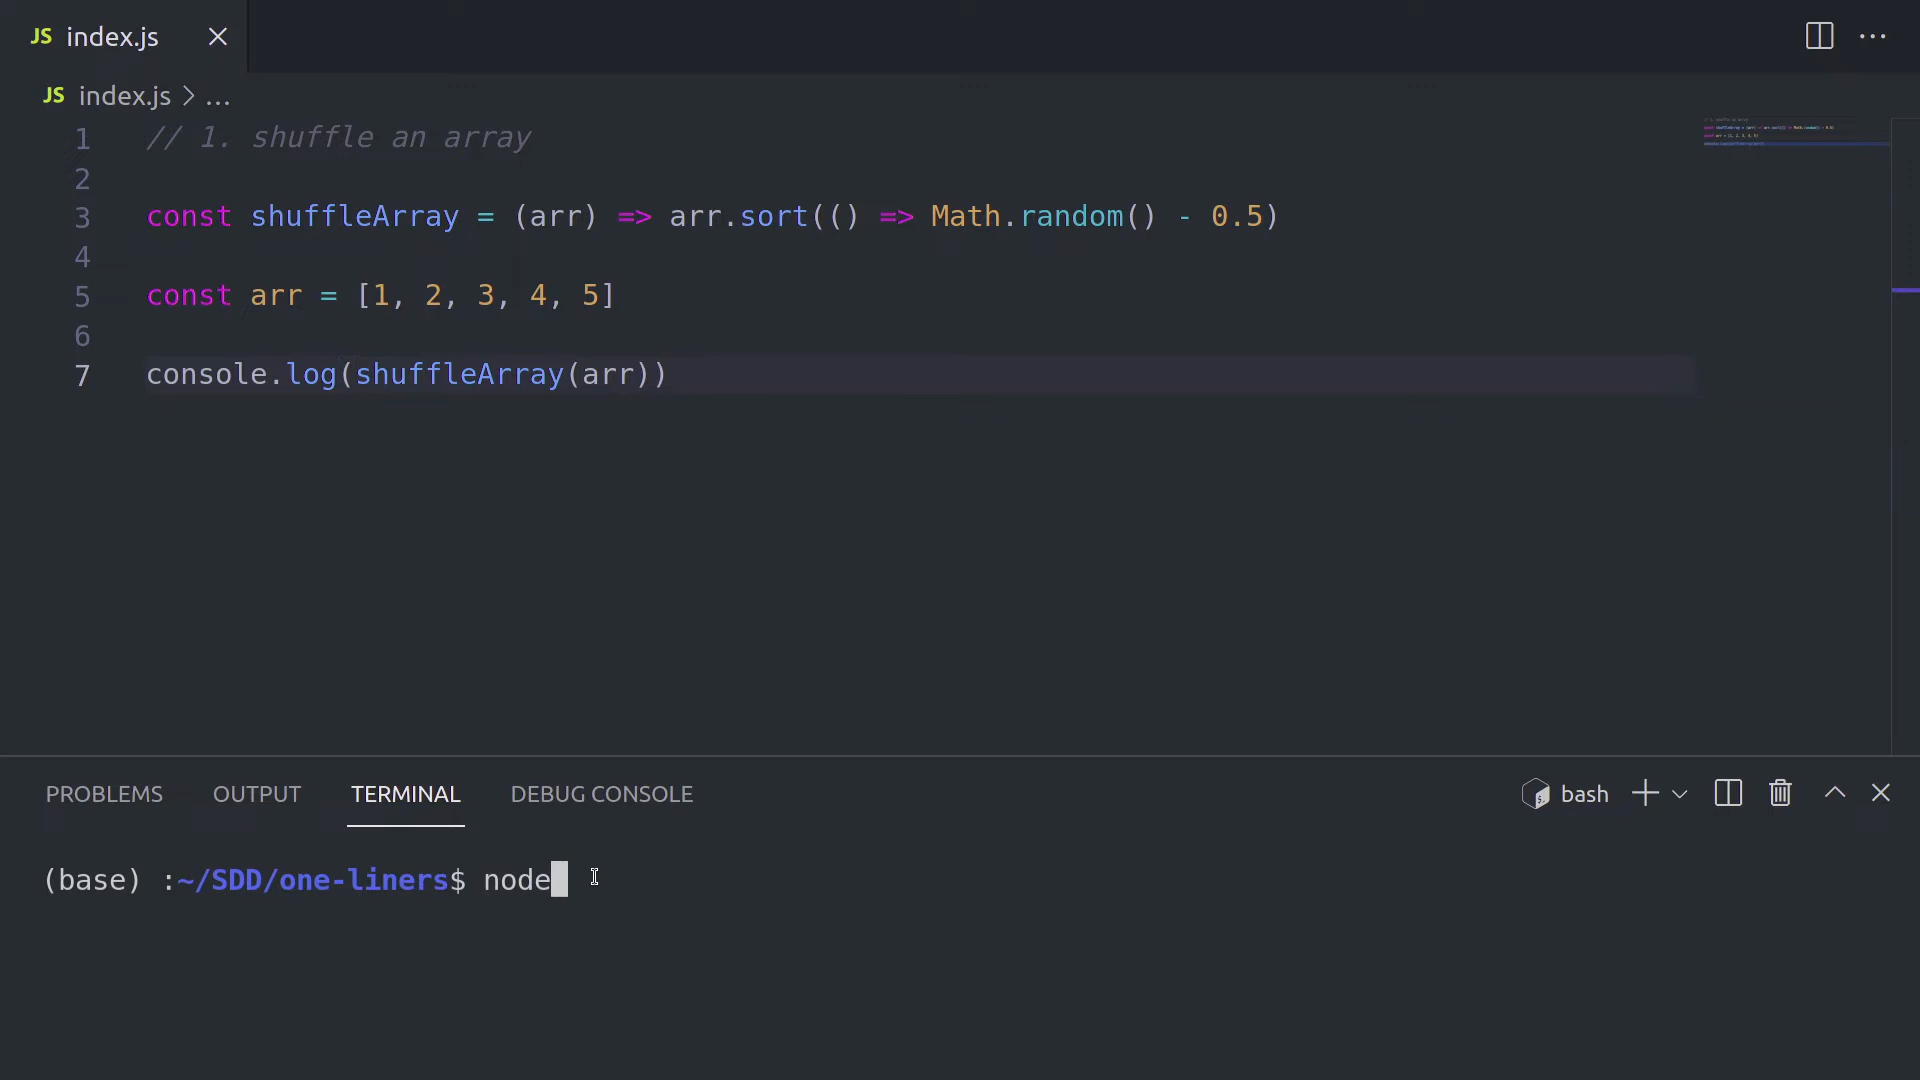 JS index.js
JS index.js > ...
1 // 1. shuffle an array
2
3 const shuffleArray = (arr) => arr.sort(() => Math.random() - 0.5)
4
5 const arr = [1, 2, 3, 4, 5]
6
7 console.log(shuffleArray(arr))
PROBLEMS OUTPUT TERMINAL DEBUG CONSOLE bash
(base) :~/SDD/one-liners$ node